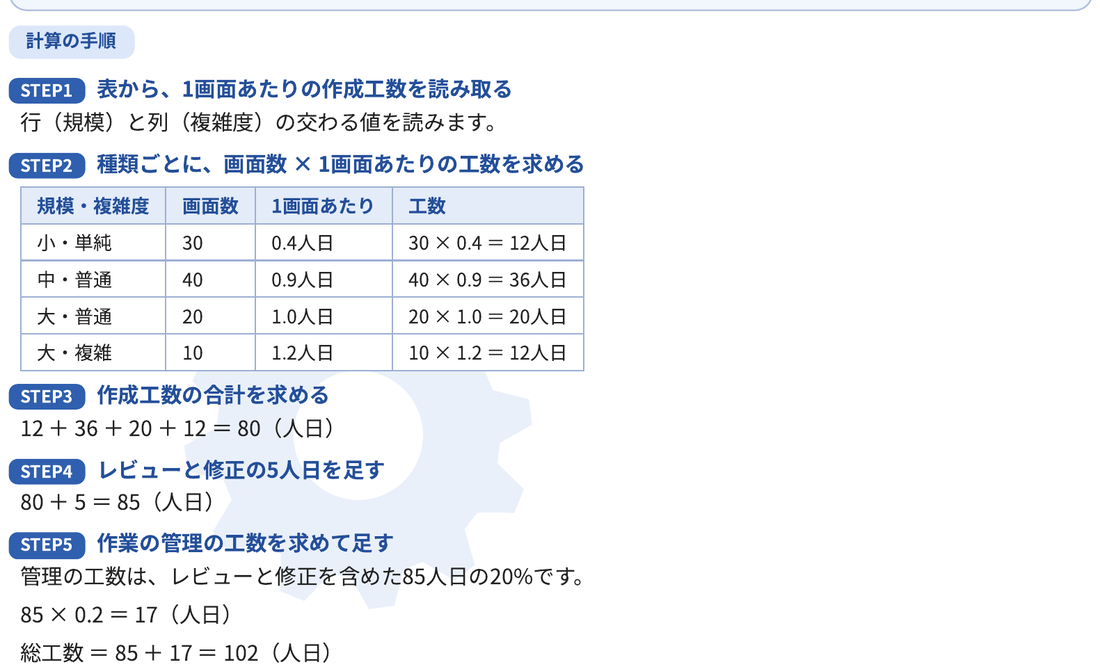 計算の手順
STEP1 表から、1画面あたりの作成工数を読み取る
行（規模）と列（複雑度）の交わる値を読みます。
STEP2 種類ごとに、画面数 × 1画面あたりの工数を求める
規模・複雑度 画面数 1画面あたり 工数
小・単純 30 0.4人日 30 × 0.4 ＝ 12人日
中・普通 40 0.9人日 40 × 0.9 ＝ 36人日
大・普通 20 1.0人日 20 × 1.0 ＝ 20人日
大・複雑 10 1.2人日 10 × 1.2 ＝ 12人日
STEP3 作成工数の合計を求める
12 ＋ 36 ＋ 20 ＋ 12 ＝ 80（人日）
STEP4 レビューと修正の5人日を足す
80 ＋ 5 ＝ 85（人日）
STEP5 作業の管理の工数を求めて足す
管理の工数は、レビューと修正を含めた85人日の20%です。
85 × 0.2 ＝ 17（人日）
総工数 ＝ 85 ＋ 17 ＝ 102（人日）